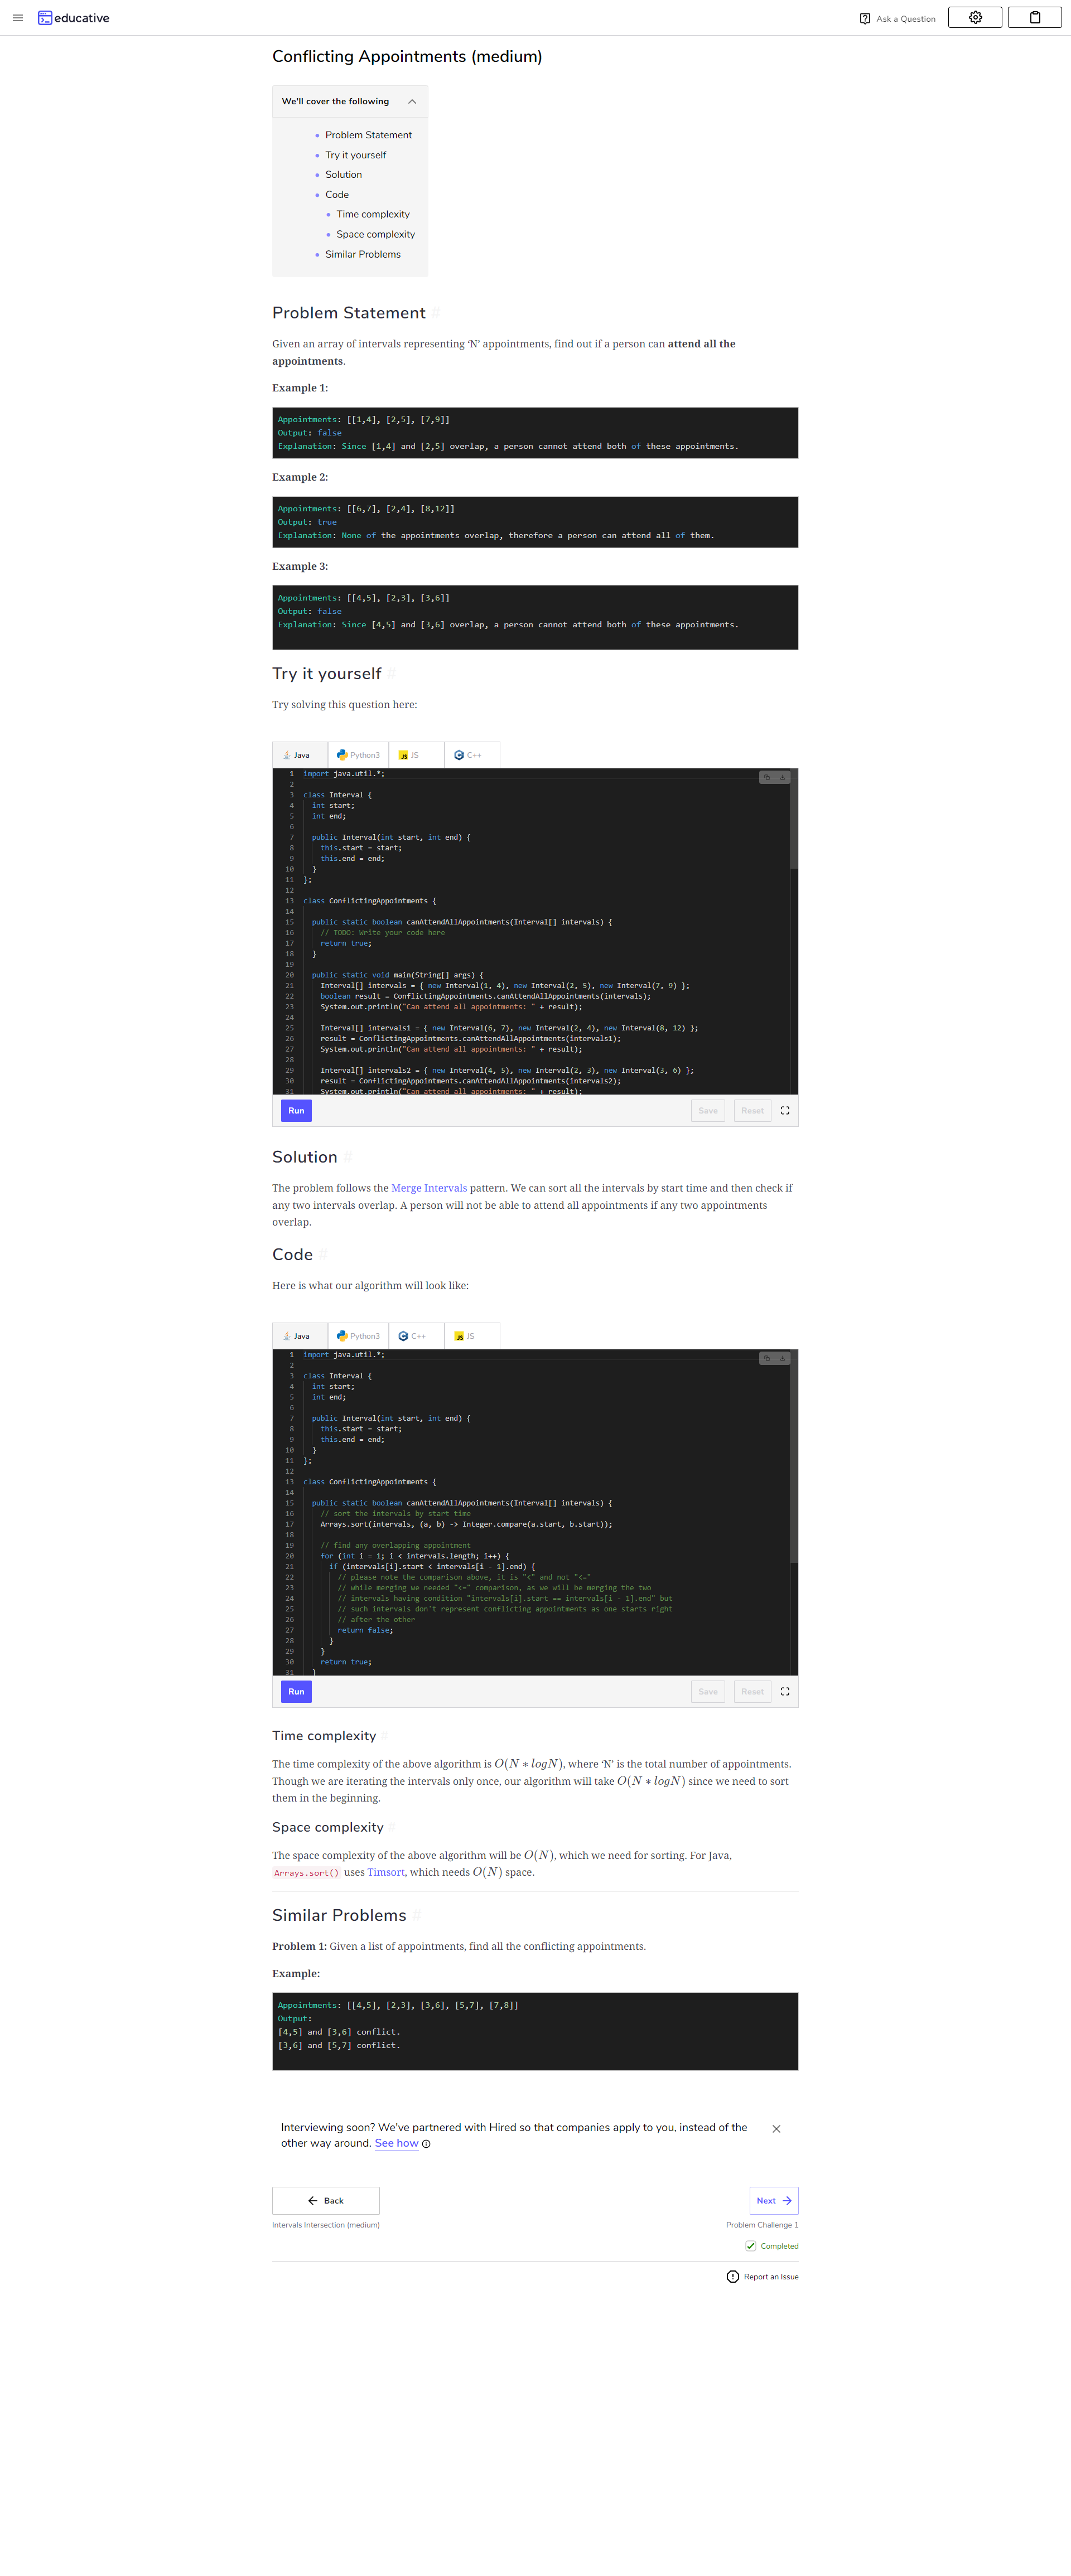 educative
Ask a Question
Conflicting Appointments (medium)
We'll cover the following
Problem Statement
Try it yourself
Solution
Code
Time complexity
Space complexity
Similar Problems
Problem Statement #
Given an array of intervals representing ‘N’ appointments, find out if a person can attend all the
appointments.
Example 1:
Appointments: [[1,4], [2,5], [7,9]]
Output: false
Explanation: Since [1,4] and [2,5] overlap, a person cannot attend both of these appointments.
Example 2:
Appointments: [[6,7], [2,4], [8,12]]
Output: true
Explanation: None of the appointments overlap, therefore a person can attend all of them.
Example 3:
Appointments: [[4,5], [2,3], [3,6]]
Output: false
Explanation: Since [4,5] and [3,6] overlap, a person cannot attend both of these appointments.
Try it yourself #
Try solving this question here:
Java Python3 JS C++
1 import java.util.*;
2
3 class Interval {
4 int start;
5 int end;
6
7 public Interval(int start, int end) {
8 this.start = start;
9 this.end = end;
10 }
11 };
12
13 class ConflictingAppointments {
14
15 public static boolean canAttendAllAppointments(Interval[] intervals) {
16 // TODO: Write your code here
17 return true;
18 }
19
20 public static void main(String[] args) {
21 Interval[] intervals = { new Interval(1, 4), new Interval(2, 5), new Interval(7, 9) };
22 boolean result = ConflictingAppointments.canAttendAllAppointments(intervals);
23 System.out.println("Can attend all appointments: " + result);
24
25 Interval[] intervals1 = { new Interval(6, 7), new Interval(2, 4), new Interval(8, 12) };
26 result = ConflictingAppointments.canAttendAllAppointments(intervals1);
27 System.out.println("Can attend all appointments: " + result);
28
29 Interval[] intervals2 = { new Interval(4, 5), new Interval(2, 3), new Interval(3, 6) };
30 result = ConflictingAppointments.canAttendAllAppointments(intervals2);
31 System.out.println("Can attend all appointments: " + result);
Run Save Reset
Solution #
The problem follows the Merge Intervals pattern. We can sort all the intervals by start time and then check if
any two intervals overlap. A person will not be able to attend all appointments if any two appointments
overlap.
Code #
Here is what our algorithm will look like:
Java Python3 C++ JS
1 import java.util.*;
2
3 class Interval {
4 int start;
5 int end;
6
7 public Interval(int start, int end) {
8 this.start = start;
9 this.end = end;
10 }
11 };
12
13 class ConflictingAppointments {
14
15 public static boolean canAttendAllAppointments(Interval[] intervals) {
16 // sort the intervals by start time
17 Arrays.sort(intervals, (a, b) -> Integer.compare(a.start, b.start));
18
19 // find any overlapping appointment
20 for (int i = 1; i < intervals.length; i++) {
21 if (intervals[i].start < intervals[i - 1].end) {
22 // please note the comparison above, it is "<" and not "<="
23 // while merging we needed "<=" comparison, as we will be merging the two
24 // intervals having condition "intervals[i].start == intervals[i - 1].end" but
25 // such intervals don't represent conflicting appointments as one starts right
26 // after the other
27 return false;
28 }
29 }
30 return true;
31 }
Run Save Reset
Time complexity #
The time complexity of the above algorithm is O(N ∗ logN), where ‘N’ is the total number of appointments.
Though we are iterating the intervals only once, our algorithm will take O(N ∗ logN) since we need to sort
them in the beginning.
Space complexity #
The space complexity of the above algorithm will be O(N), which we need for sorting. For Java,
Arrays.sort() uses Timsort, which needs O(N) space.
Similar Problems #
Problem 1: Given a list of appointments, find all the conflicting appointments.
Example:
Appointments: [[4,5], [2,3], [3,6], [5,7], [7,8]]
Output:
[4,5] and [3,6] conflict.
[3,6] and [5,7] conflict.
Interviewing soon? We've partnered with Hired so that companies apply to you, instead of the
other way around. See how
Back Next
Intervals Intersection (medium) Problem Challenge 1
Completed
Report an Issue